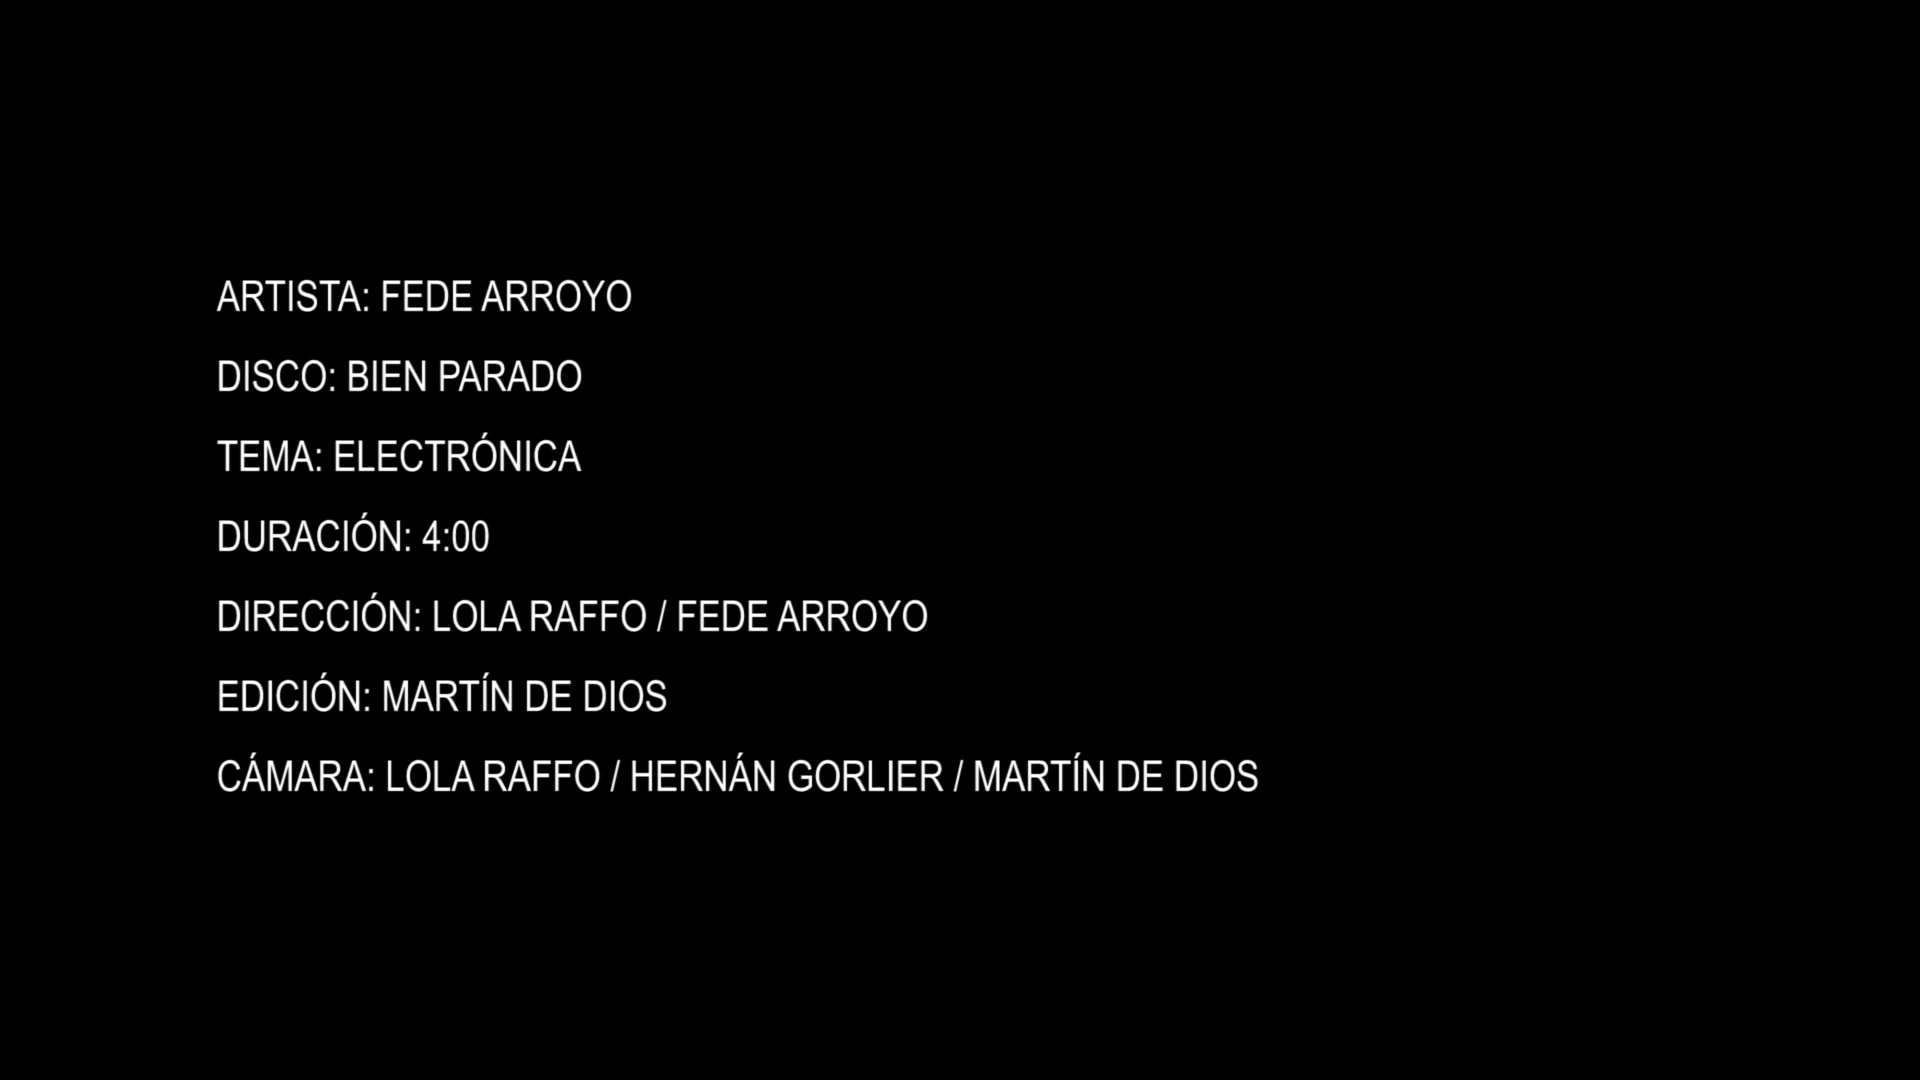 ARTISTA: FEDE ARROYO
DISCO: BIEN PARADO
TEMA: ELECTRÓNICA
DURACIÓN: 4:00
DIRECCIÓN: LOLA RAFFO / FEDE ARROYO
EDICIÓN: MARTÍN DE DIOS
CÁMARA: LOLA RAFFO / HERNÁN GORLIER / MARTÍN DE DIOS